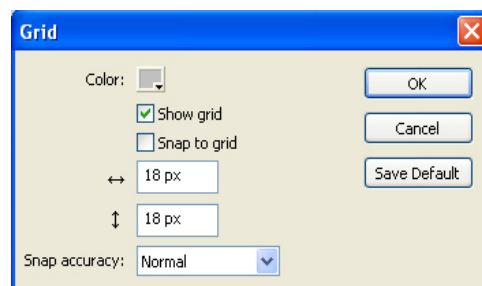 Grid
Color:
OK
Show grid
Cancel
Snap to grid
18 px
Save Default
18 px
Snap accuracy: Normal